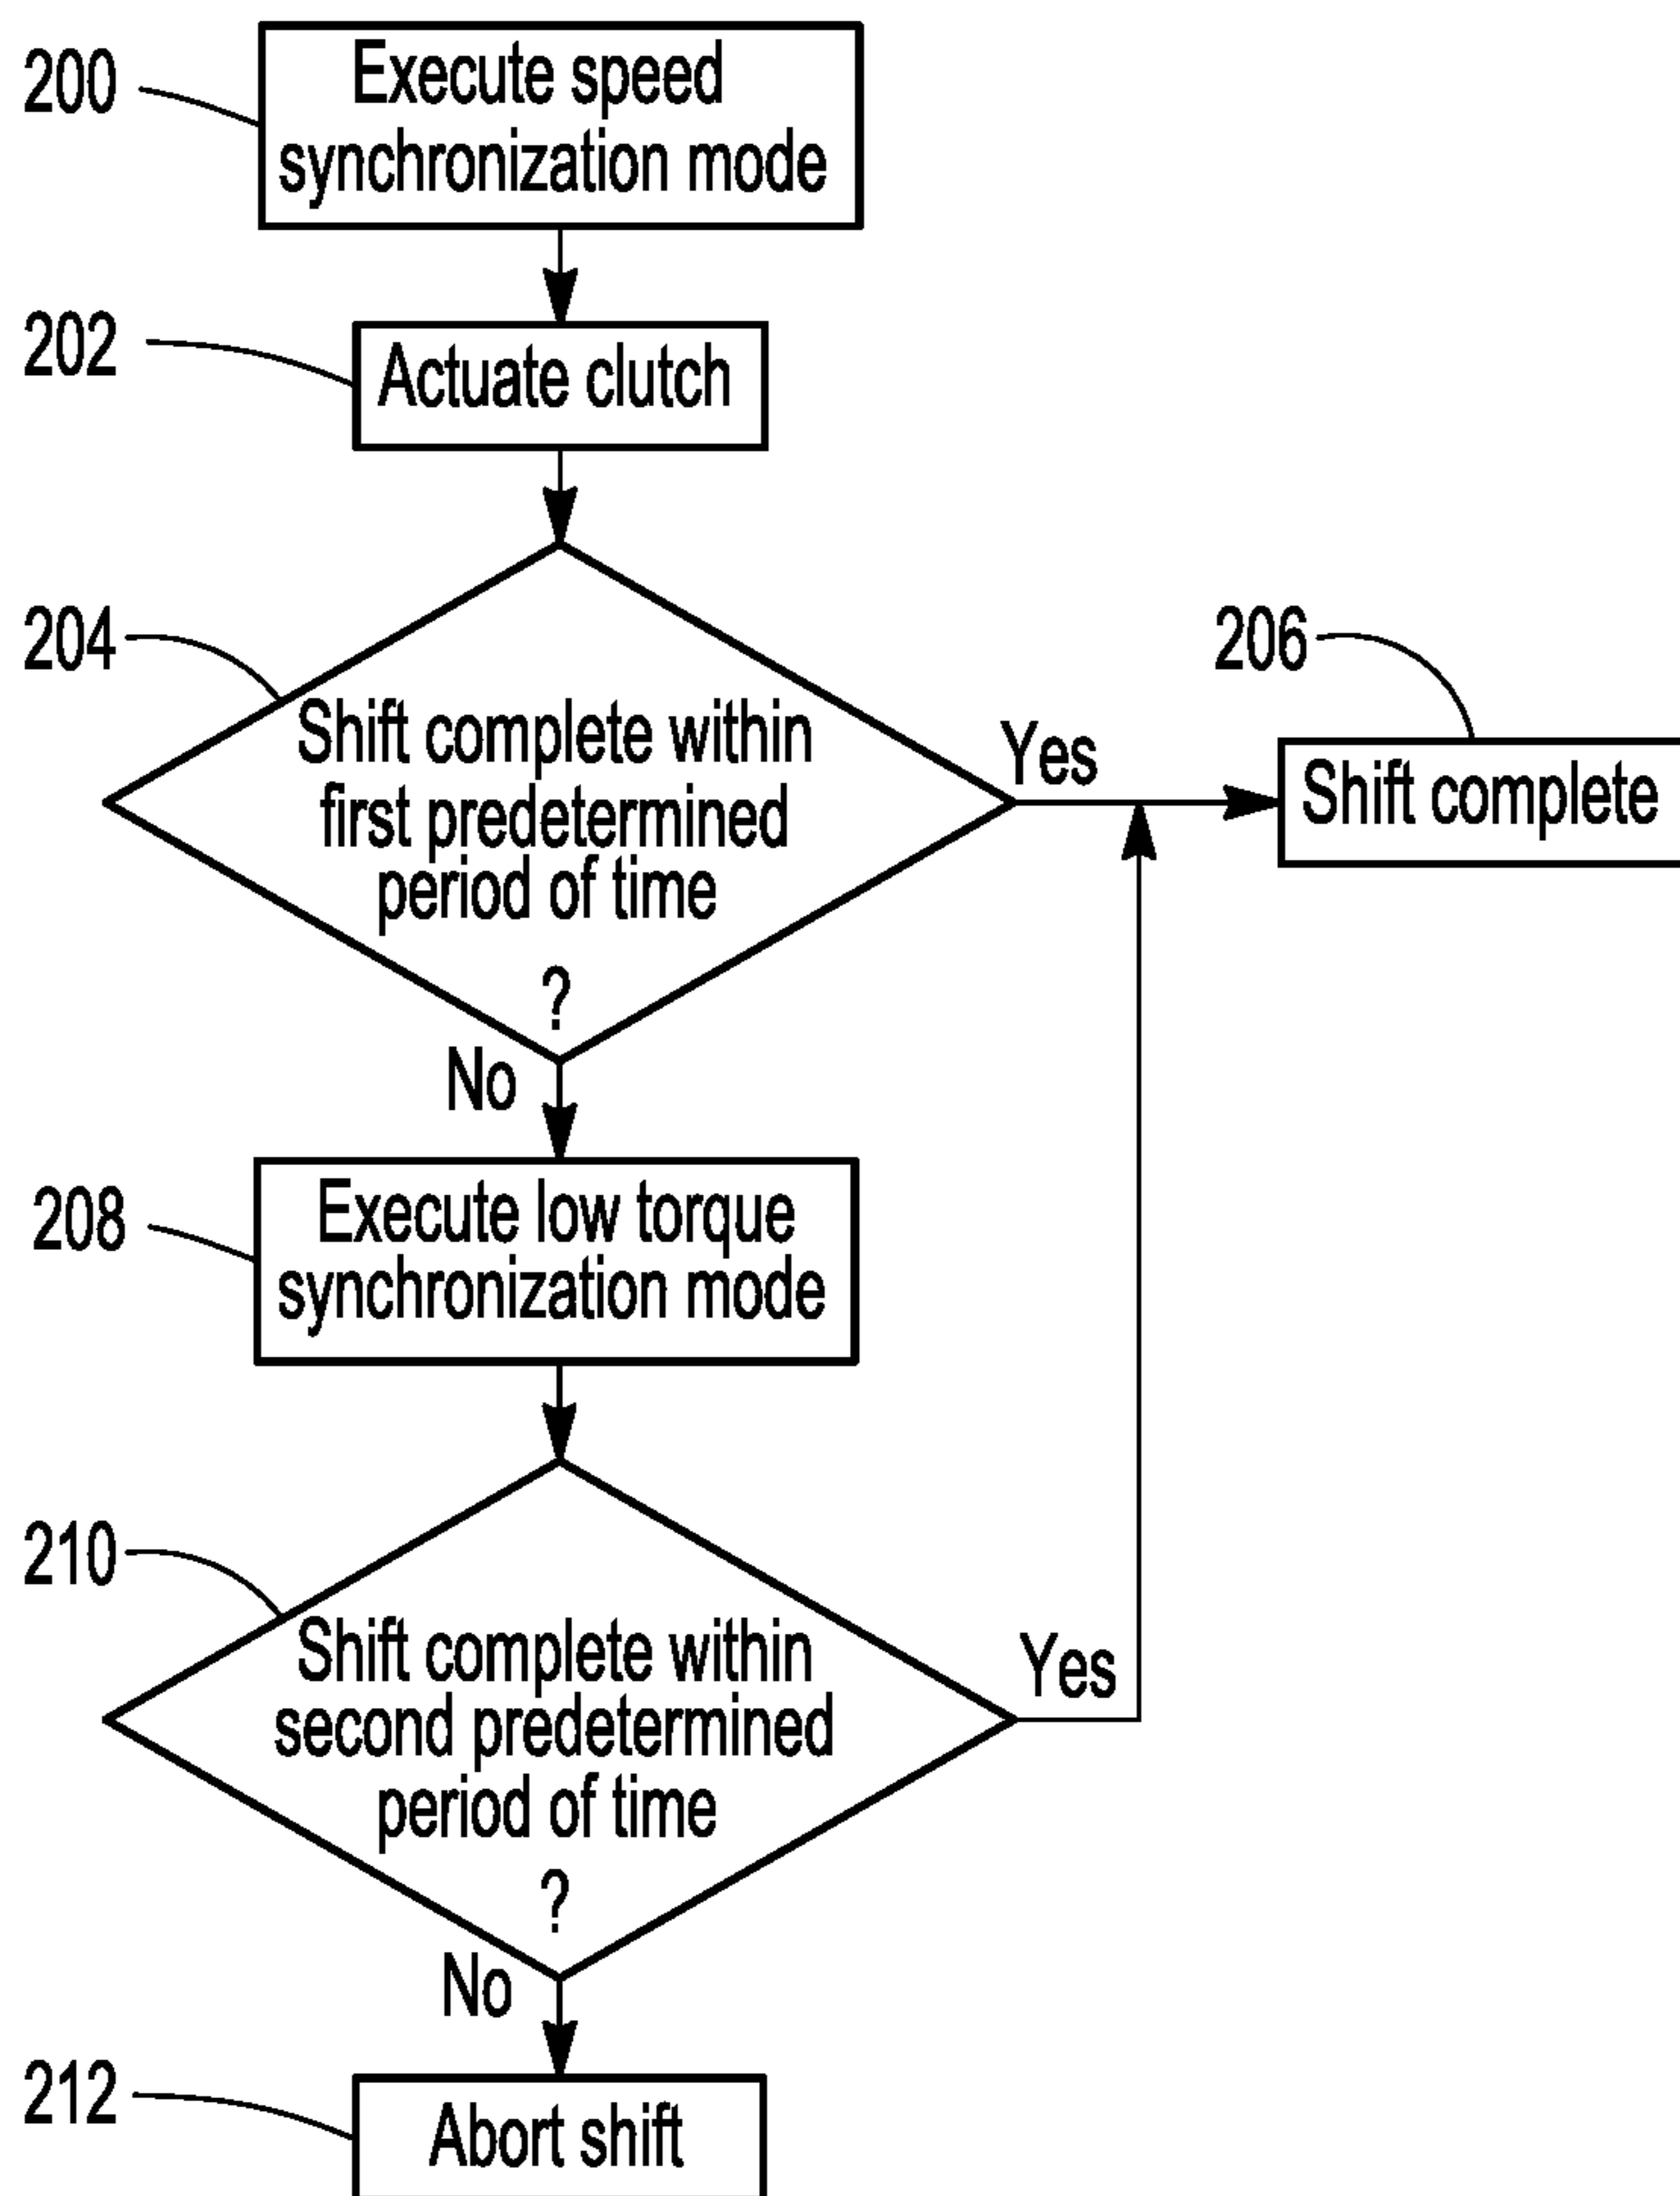 200
Execute speed
synchronization mode
202
Actuate clutch
204
Shift complete within
first predetermined
period of time
?
Yes
206
Shift complete
No
208
Execute low torque
synchronization mode
210
Shift complete within
second predetermined
period of time
?
Yes
No
212
Abort shift